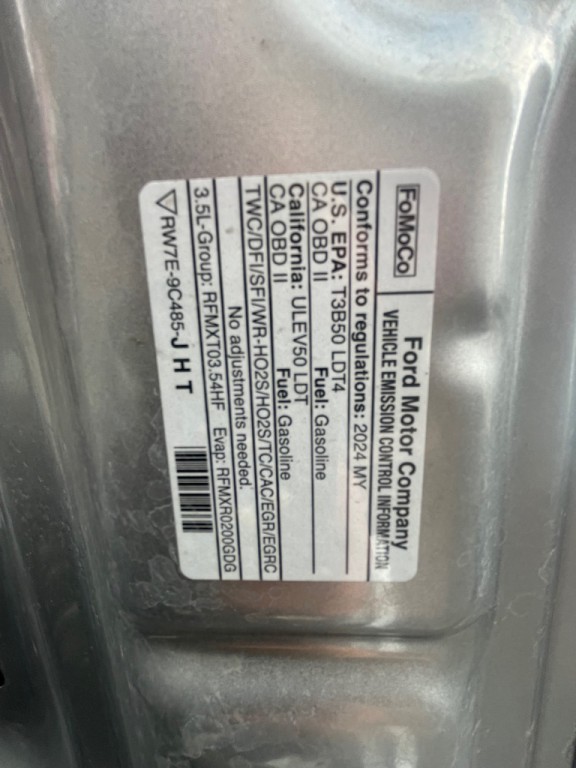 FoMoCo
Ford Motor Company
VEHICLE EMISSION CONTROL INFORMATION
Conforms to regulations: 2024 MY
U.S. EPA: T3B50 LDT4
CA OBD II Fuel: Gasoline
California: ULEV50 LDT
CA OBD II Fuel: Gasoline
TWC/DFI/SFI/WR-HO2S/HO2S/TC/CAC/EGR/EGRC
No adjustments needed.
3.5L-Group: RFMXT03.54HF Evap: RFMXR0200GDG
RW7E-9C485-J H T